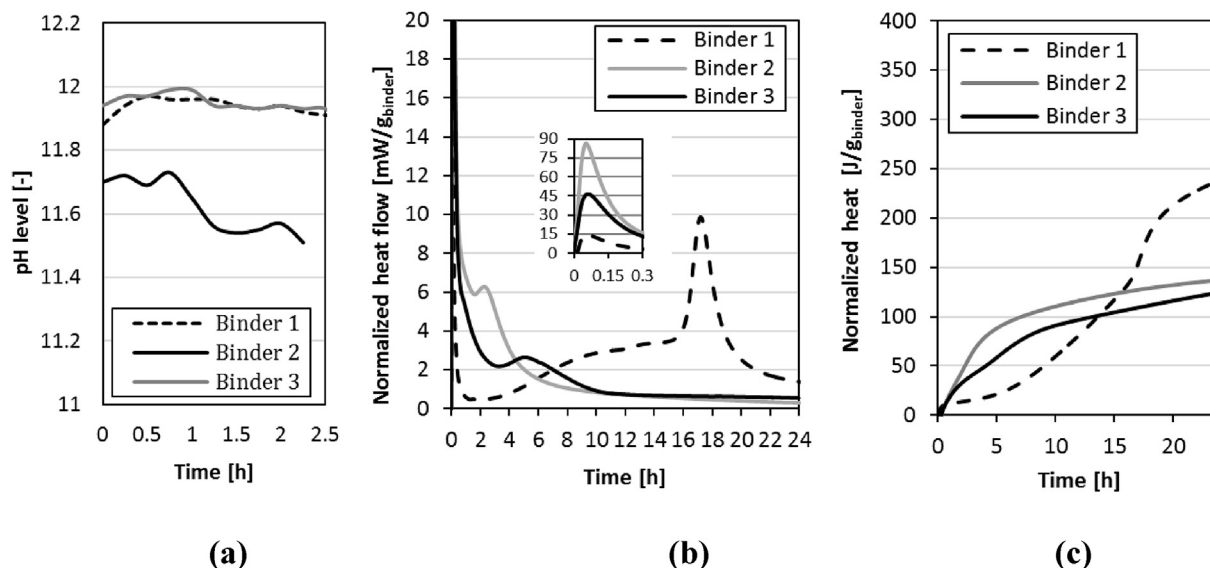 12.2
12
11.8
11.6
11.4
11.2
11
pH level [-]
Binder 1
Binder 2
Binder 3
0 0.5 1 1.5 2 2.5
Time [h]
(a)
20
18
16
14
12
10
8
6
4
2
0
Normalized heat flow [mW/gbinder]
Binder 1
Binder 2
Binder 3
90
75
60
45
30
15
0
0 0.15 0.3
0 2 4 6 8 10 12 14 16 18 20 22 24
Time [h]
(b)
400
350
300
250
200
150
100
50
0
Normalized heat [J/gbinder]
Binder 1
Binder 2
Binder 3
0 5 10 15 20
Time [h]
(c)